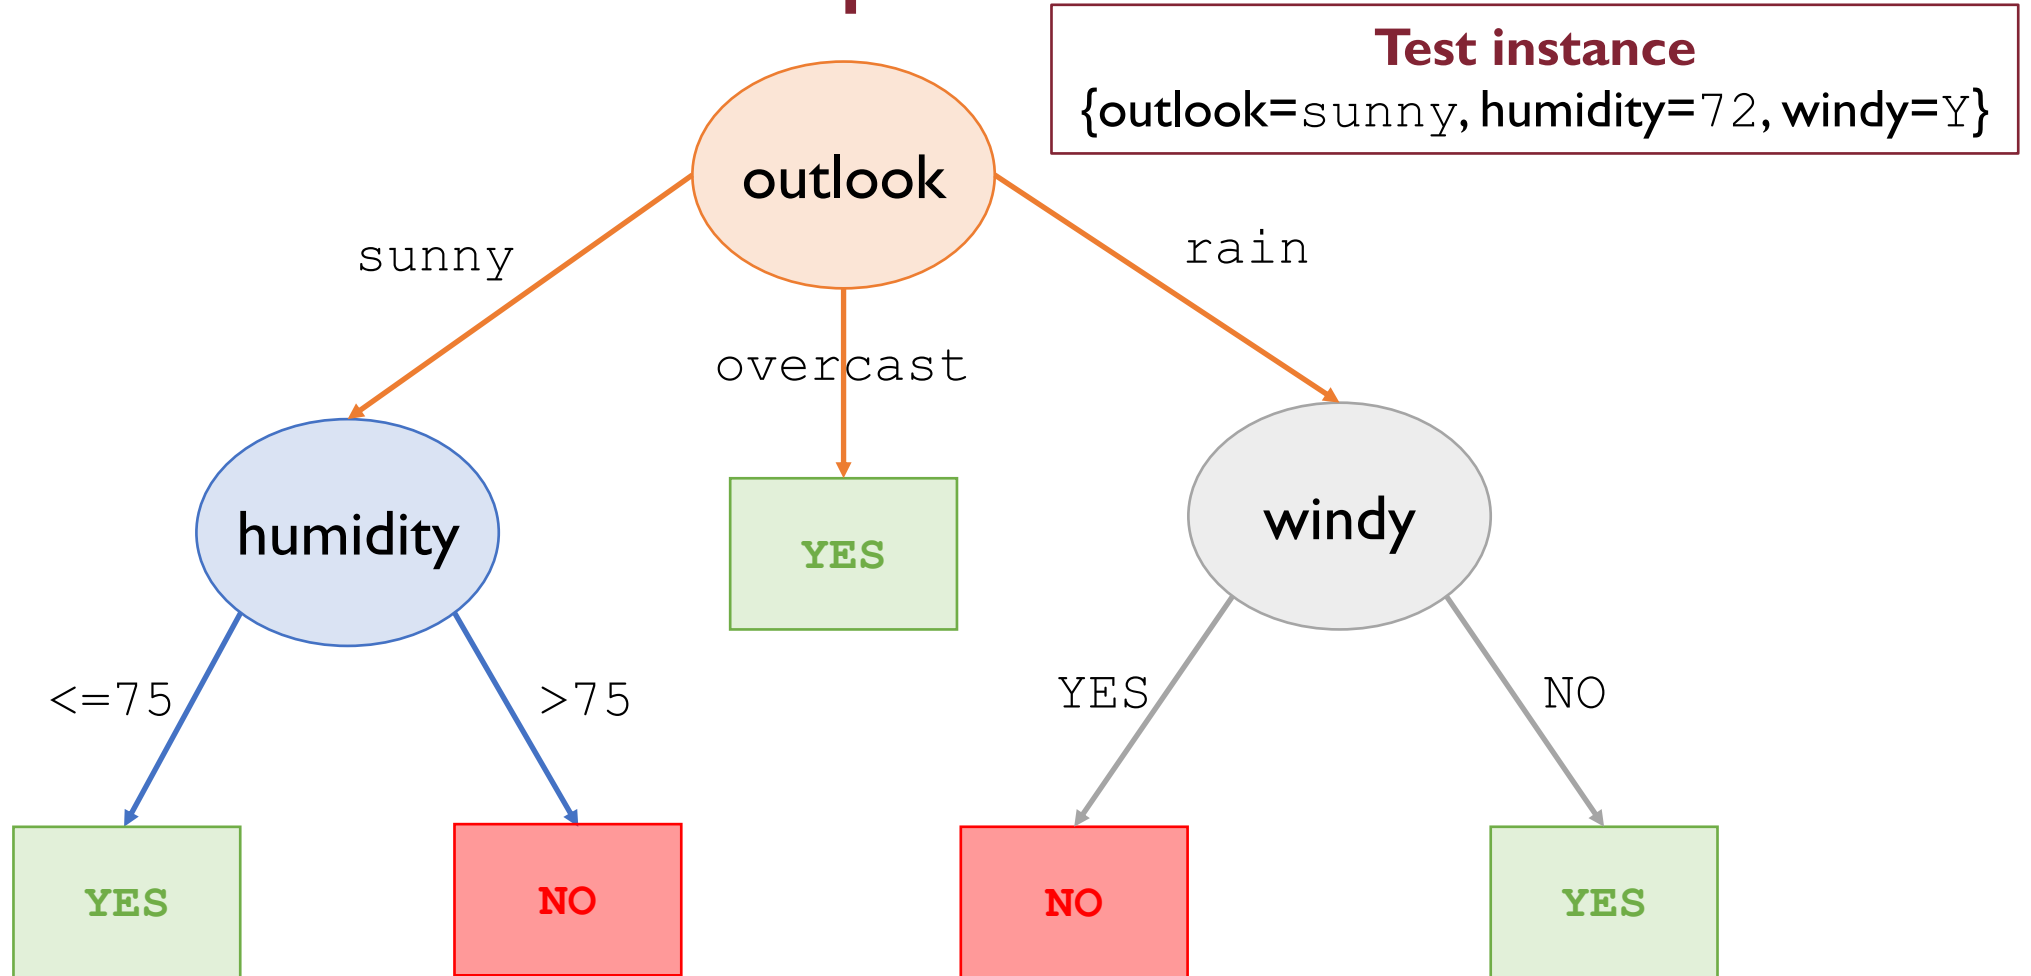 Test instance
{outlook=sunny, humidity=72, windy=Y}
outlook
sunny
rain
overcast
humidity
YES
windy
<=75
>75
YES
NO
YES
NO
NO
YES